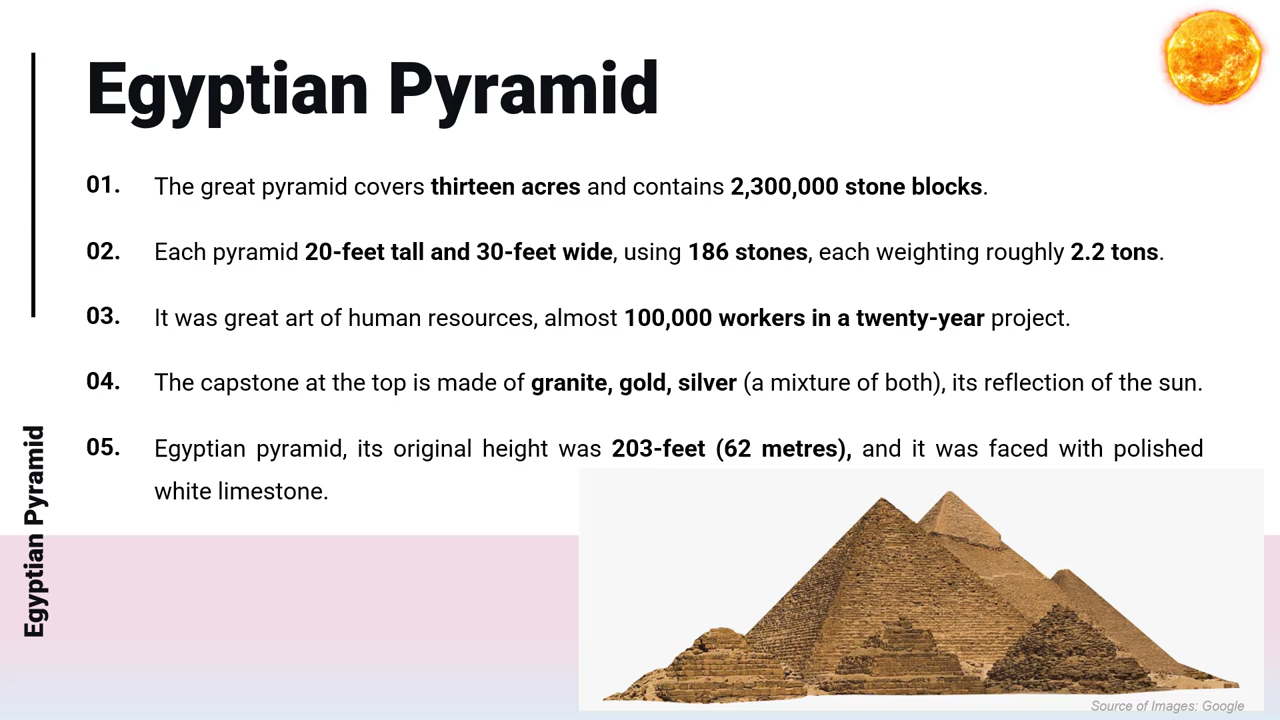 Egyptian Pyramid
01. The great pyramid covers thirteen acres and contains 2,300,000 stone blocks.
02. Each pyramid 20-feet tall and 30-feet wide, using 186 stones, each weighting roughly 2.2 tons.
03. It was great art of human resources, almost 100,000 workers in a twenty-year project.
04. The capstone at the top is made of granite, gold, silver (a mixture of both), its reflection of the sun.
05. Egyptian pyramid, its original height was 203-feet (62 metres), and it was faced with polished
white limestone.
Egyptian Pyramid
Source of Images: Google